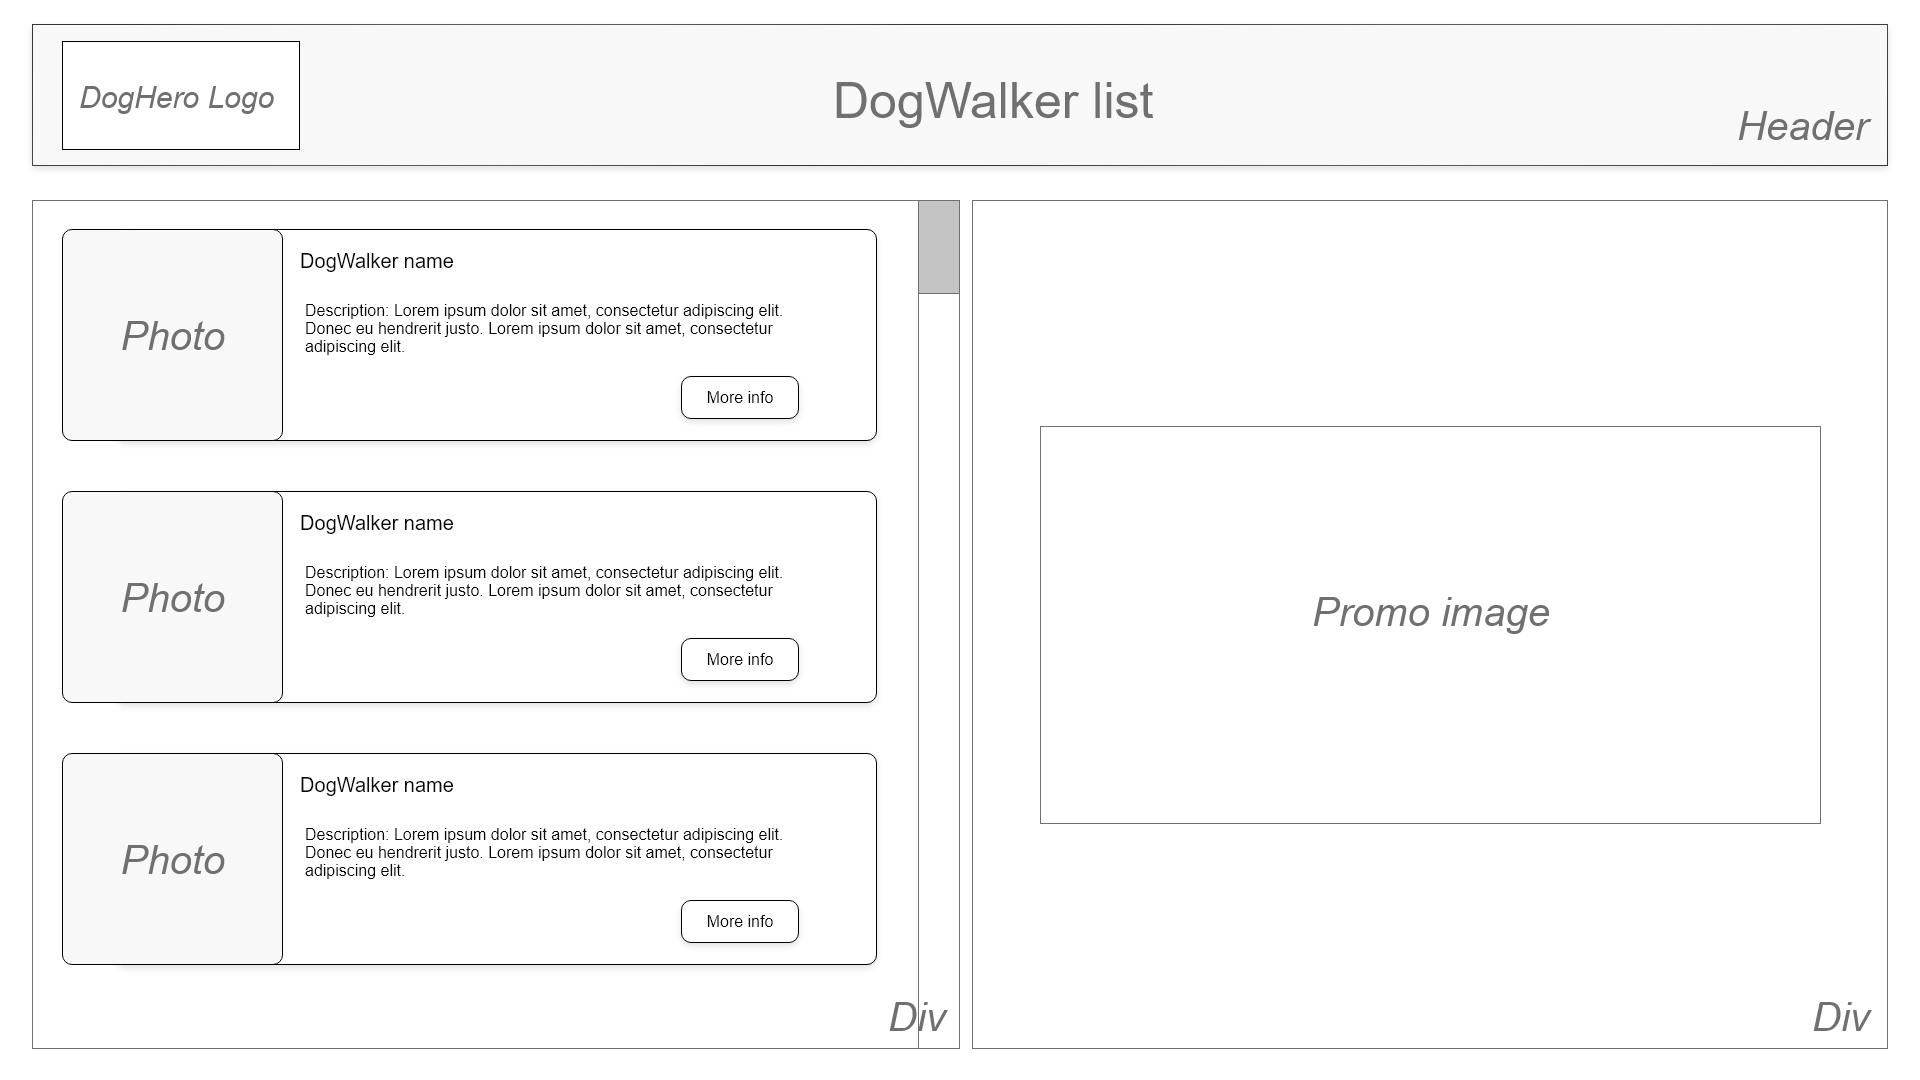 DogHero Logo
DogWalker list
Header
Photo
DogWalker name
Description: Lorem ipsum dolor sit amet, consectetur adipiscing elit.
Donec eu hendrerit justo. Lorem ipsum dolor sit amet, consectetur
adipiscing elit.
More info
Photo
DogWalker name
Description: Lorem ipsum dolor sit amet, consectetur adipiscing elit.
Donec eu hendrerit justo. Lorem ipsum dolor sit amet, consectetur
adipiscing elit.
More info
Photo
DogWalker name
Description: Lorem ipsum dolor sit amet, consectetur adipiscing elit.
Donec eu hendrerit justo. Lorem ipsum dolor sit amet, consectetur
adipiscing elit.
More info
Div
Promo image
Div